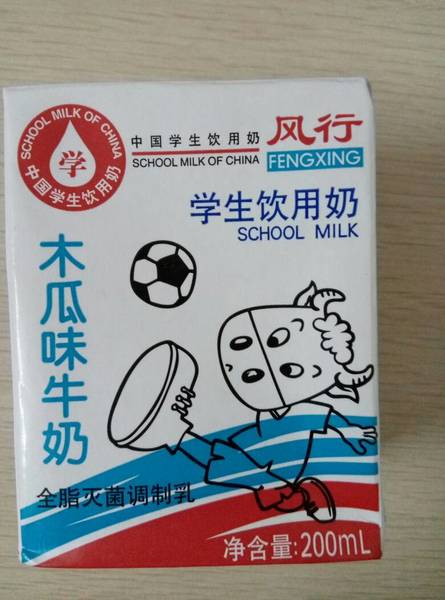 SCHOOL MILK OF CHINA
学
中国学生饮用奶
中国学生饮用奶
SCHOOL MILK OF CHINA
风行
FENGXING
学生饮用奶
SCHOOL MILK
木瓜味牛奶
全脂灭菌调制乳
净含量:200mL